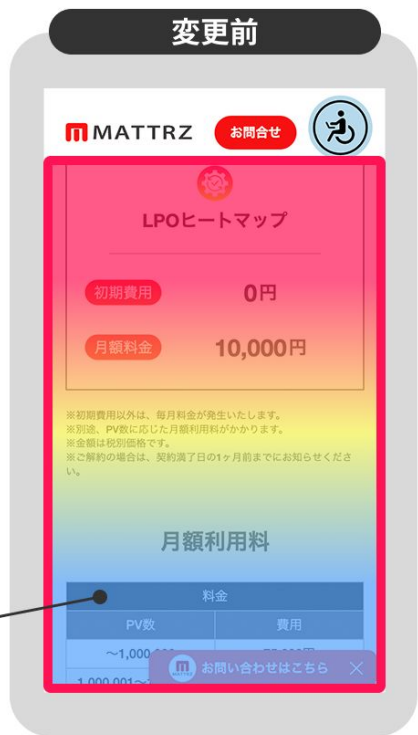 変更前
MATTRZ
お問合せ
LPOヒートマップ
初期費用 0円
月額料金 10,000円
※初期費用以外は、毎月料金が発生いたします。
※別途、PV数に応じた月額利用料がかかります。
※金額は税別価格です。
※ご解約の場合は、契約満了日の1ヶ月前までにお知らせくださ
い。
月額利用料
料金
PV数 費用
〜1,000,000
お問い合わせはこちら
1,000,001〜